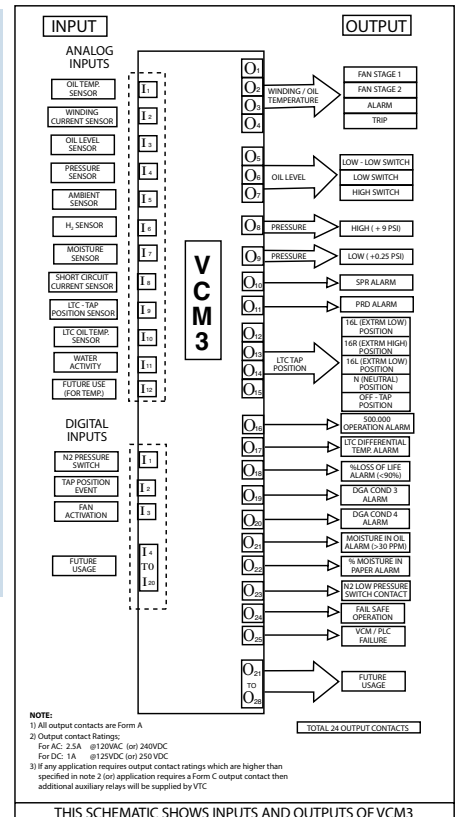 INPUT
OUTPUT
ANALOG
INPUTS
OIL TEMP.
SENSOR
I1
WINDING
CURRENT SENSOR
I2
OIL LEVEL
SENSOR
I3
PRESSURE
SENSOR
I4
AMBIENT
SENSOR
I5
H2 SENSOR
I6
MOISTURE
SENSOR
I7
SHORT CIRCUIT
CURRENT SENSOR
I8
LTC - TAP
POSITION SENSOR
I9
LTC OIL TEMP.
SENSOR
I10
WATER
ACTIVITY
I11
FUTURE USE
(FOR TEMP.)
I12
DIGITAL
INPUTS
N2 PRESSURE
SWITCH
I1
TAP POSITION
EVENT
I2
FAN
ACTIVATION
I3
FUTURE
USAGE
I4
TO
I20
VCM3
O1
O2
O3
O4
WINDING / OIL
TEMPERATURE
FAN STAGE 1
FAN STAGE 2
ALARM
TRIP
O5
O6
O7
OIL LEVEL
LOW - LOW SWITCH
LOW SWITCH
HIGH SWITCH
O8
PRESSURE
HIGH ( + 9 PSI)
O9
PRESSURE
LOW ( +0.25 PSI)
O10
SPR ALARM
O11
PRD ALARM
O12
O13
O14
O15
LTC TAP
POSITION
16L (EXTRM LOW)
POSITION
16R (EXTRM HIGH)
POSITION
16L (EXTRM LOW)
POSITION
N (NEUTRAL)
POSITION
OFF - TAP
POSITION
O16
500.000
OPERATION ALARM
O17
LTC DIFFERENTIAL
TEMP. ALARM
O18
%LOSS OF LIFE
ALARM (<90%)
O19
DGA COND 3
ALARM
O20
DGA COND 4
ALARM
O21
MOISTURE IN OIL
ALARM (>30 PPM)
O22
% MOISTURE IN
PAPER ALARM
O23
N2 LOW PRESSURE
SWITCH CONTACT
O24
FAIL SAFE
OPERATION
O25
VCM / PLC
FAILURE
O21
TO
O28
FUTURE
USAGE
TOTAL 24 OUTPUT CONTACTS
NOTE:
1) All output contacts are Form A
2) Output contact Ratings;
For AC: 2.5A @120VAC (or) 240VDC
For DC: 1A @125VDC (or) 250 VDC
3) If any application requires output contact ratings which are higher than
specified in note 2 (or) application requires a Form C output contact then
additional auxiliary relays will be supplied by VTC
THIS SCHEMATIC SHOWS INPUTS AND OUTPUTS OF VCM3